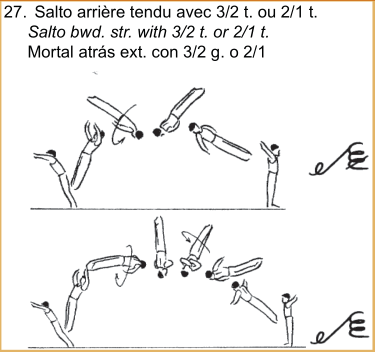 27. Salto arrière tendu avec 3/2 t. ou 2/1 t.
Salto bwd. str. with 3/2 t. or 2/1 t.
Mortal atrás ext. con 3/2 g. o 2/1